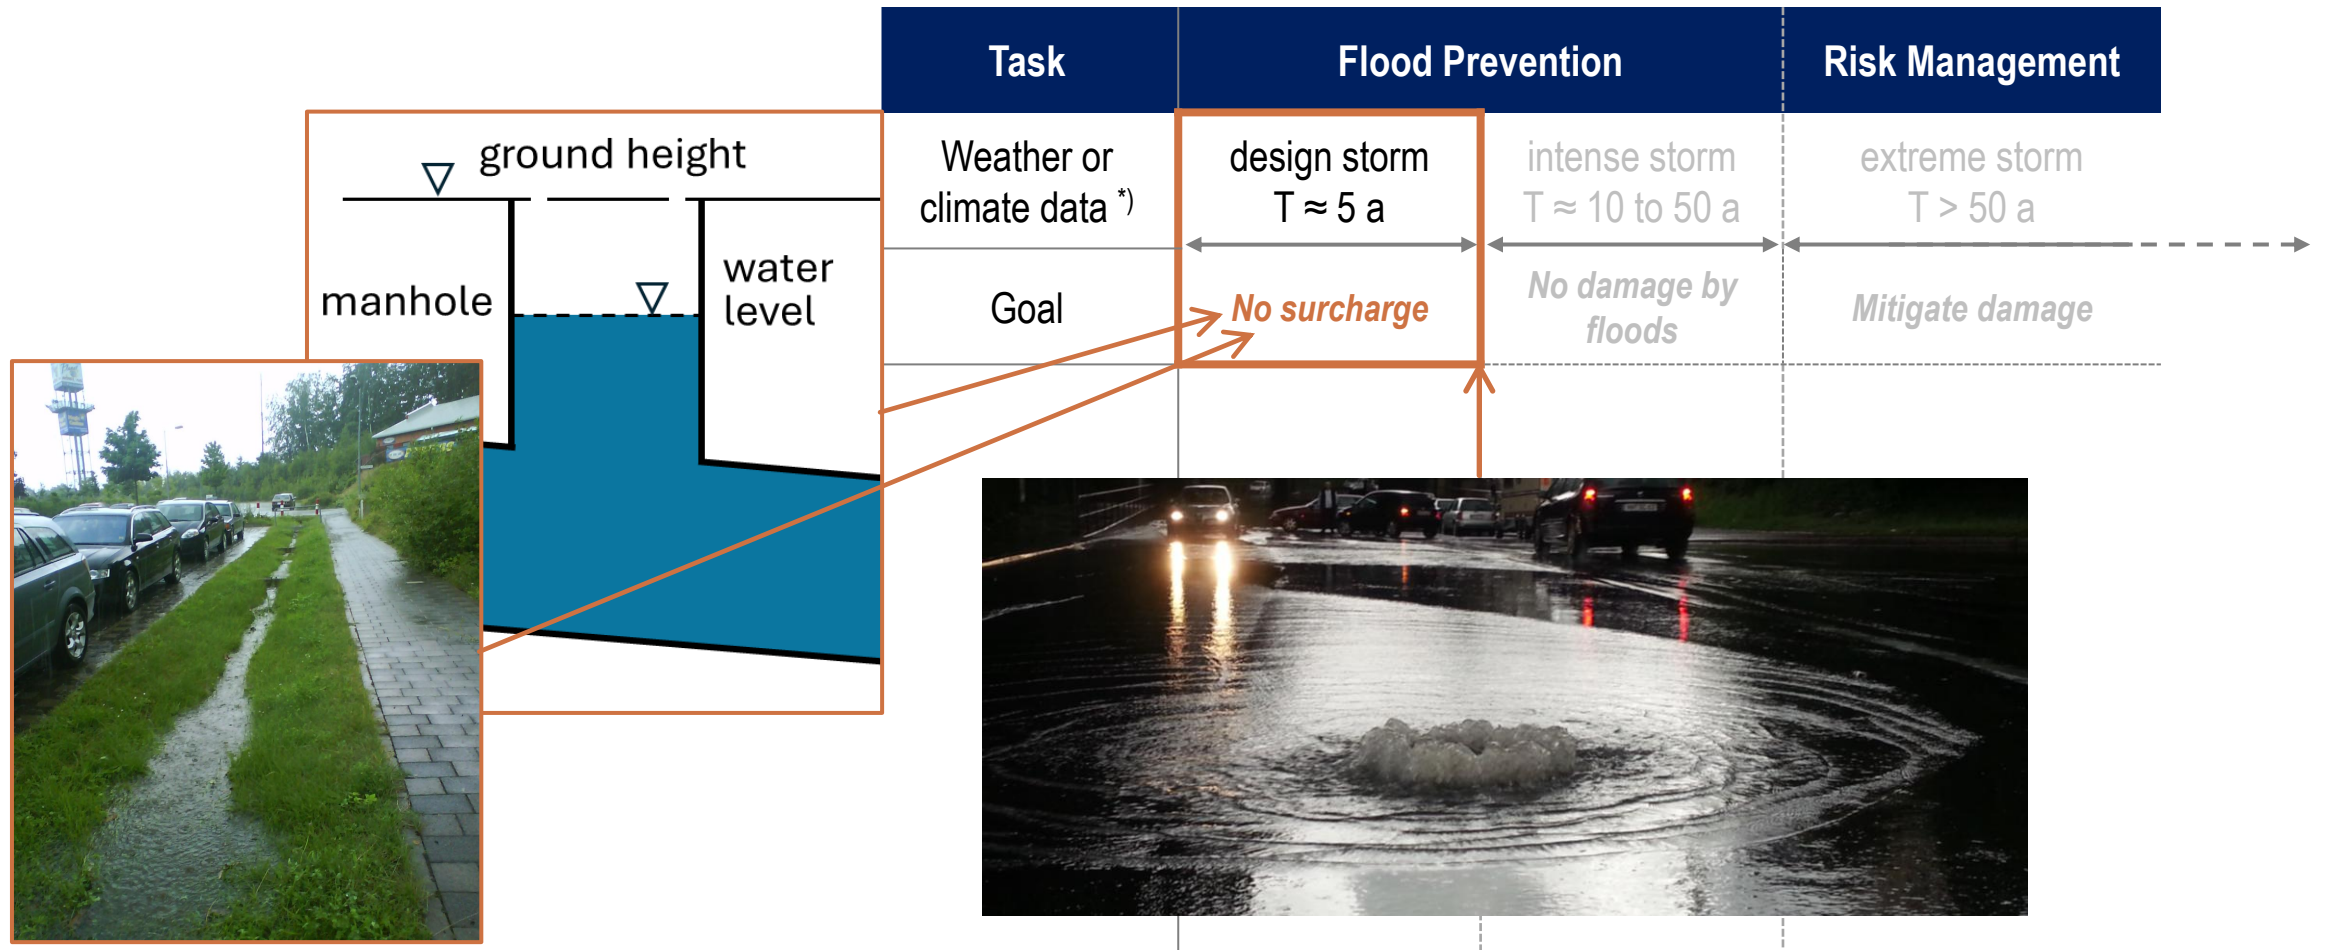 Task
Flood Prevention
Risk Management
Weather or
climate data *)
design storm
T ≈ 5 a
intense storm
T ≈ 10 to 50 a
extreme storm
T > 50 a
Goal
No surcharge
No damage by
floods
Mitigate damage
ground height
manhole
water
level